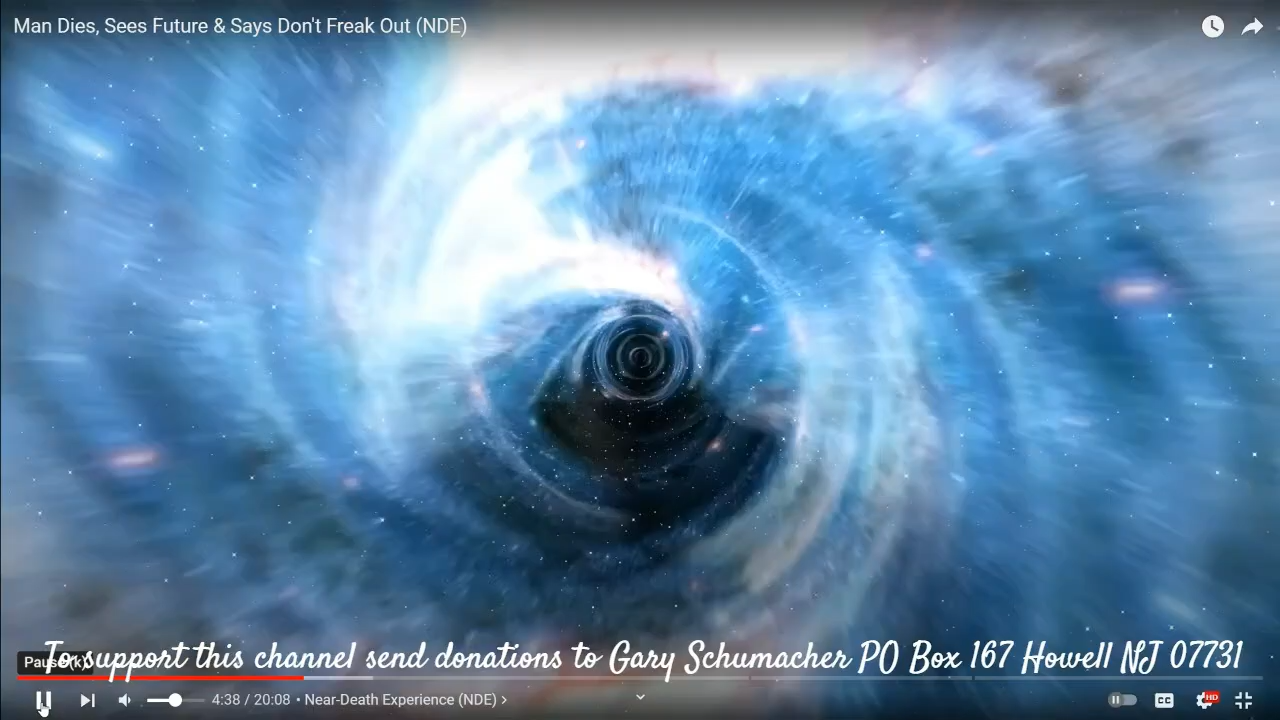 Man Dies, Sees Future & Says Don't Freak Out (NDE)
To support this channel send donations to Gary Schumacher PO Box 167 Howell NJ 07731
Pause (k)
4:38 / 20:08 • Near-Death Experience (NDE) >
CC
HD